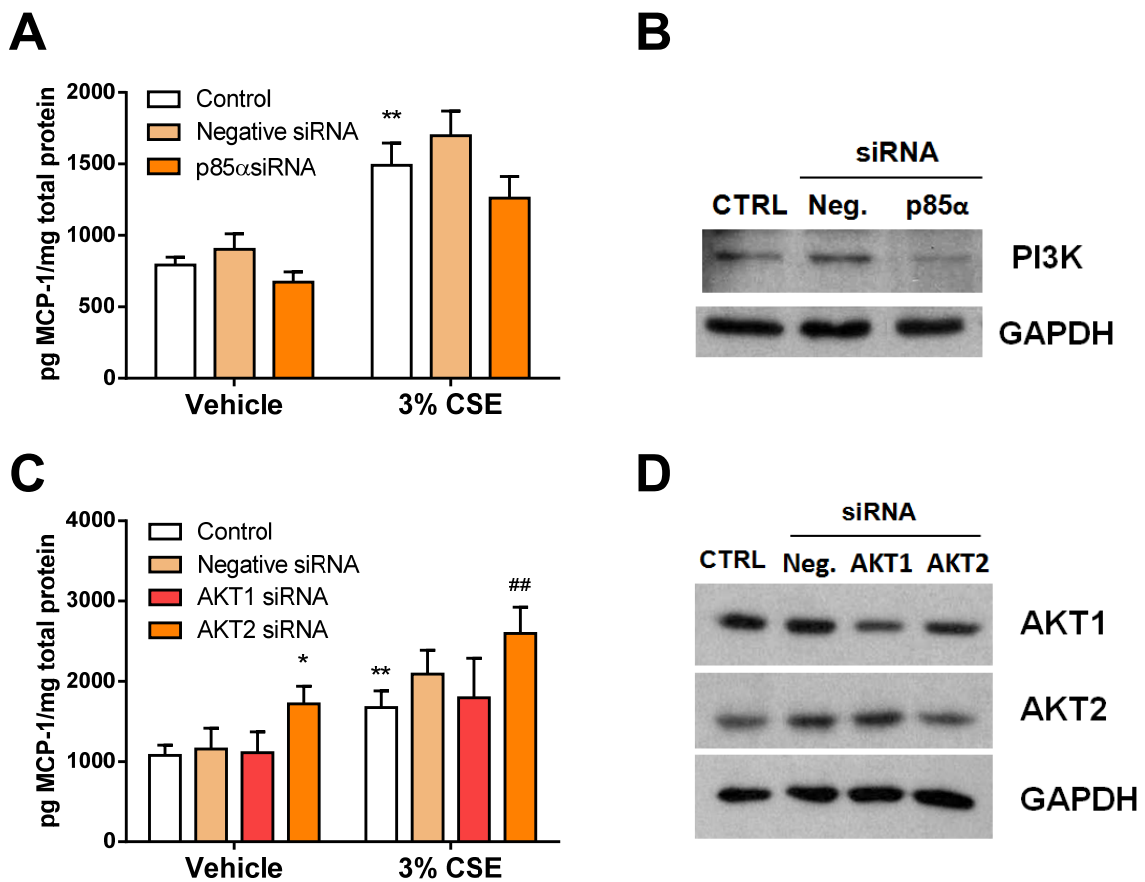 A
pg MCP-1/mg total protein
2000
1500
1000
500
0
Control
Negative siRNA
p85αsiRNA
**
Vehicle
3% CSE
B
siRNA
CTRL Neg. p85α
PI3K
GAPDH
C
pg MCP-1/mg total protein
4000
3000
2000
1000
0
Control
Negative siRNA
AKT1 siRNA
AKT2 siRNA
*
**
##
Vehicle
3% CSE
D
siRNA
CTRL Neg. AKT1 AKT2
AKT1
AKT2
GAPDH